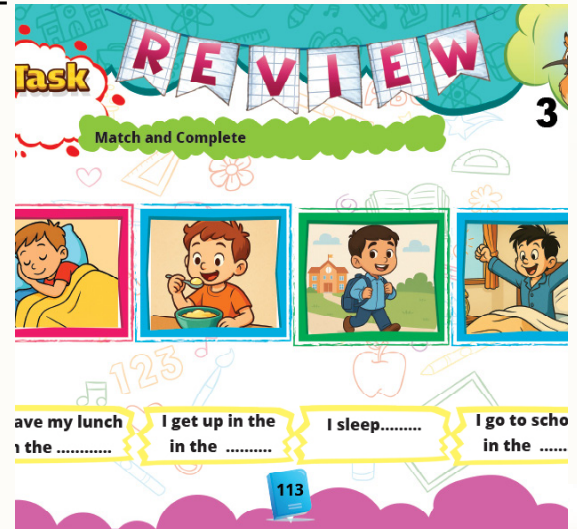 REVIEW
Task
3
Match and Complete
123
ave my lunch
the ............
I get up in the
in the ..........
I sleep.........
I go to scho
in the ......
113